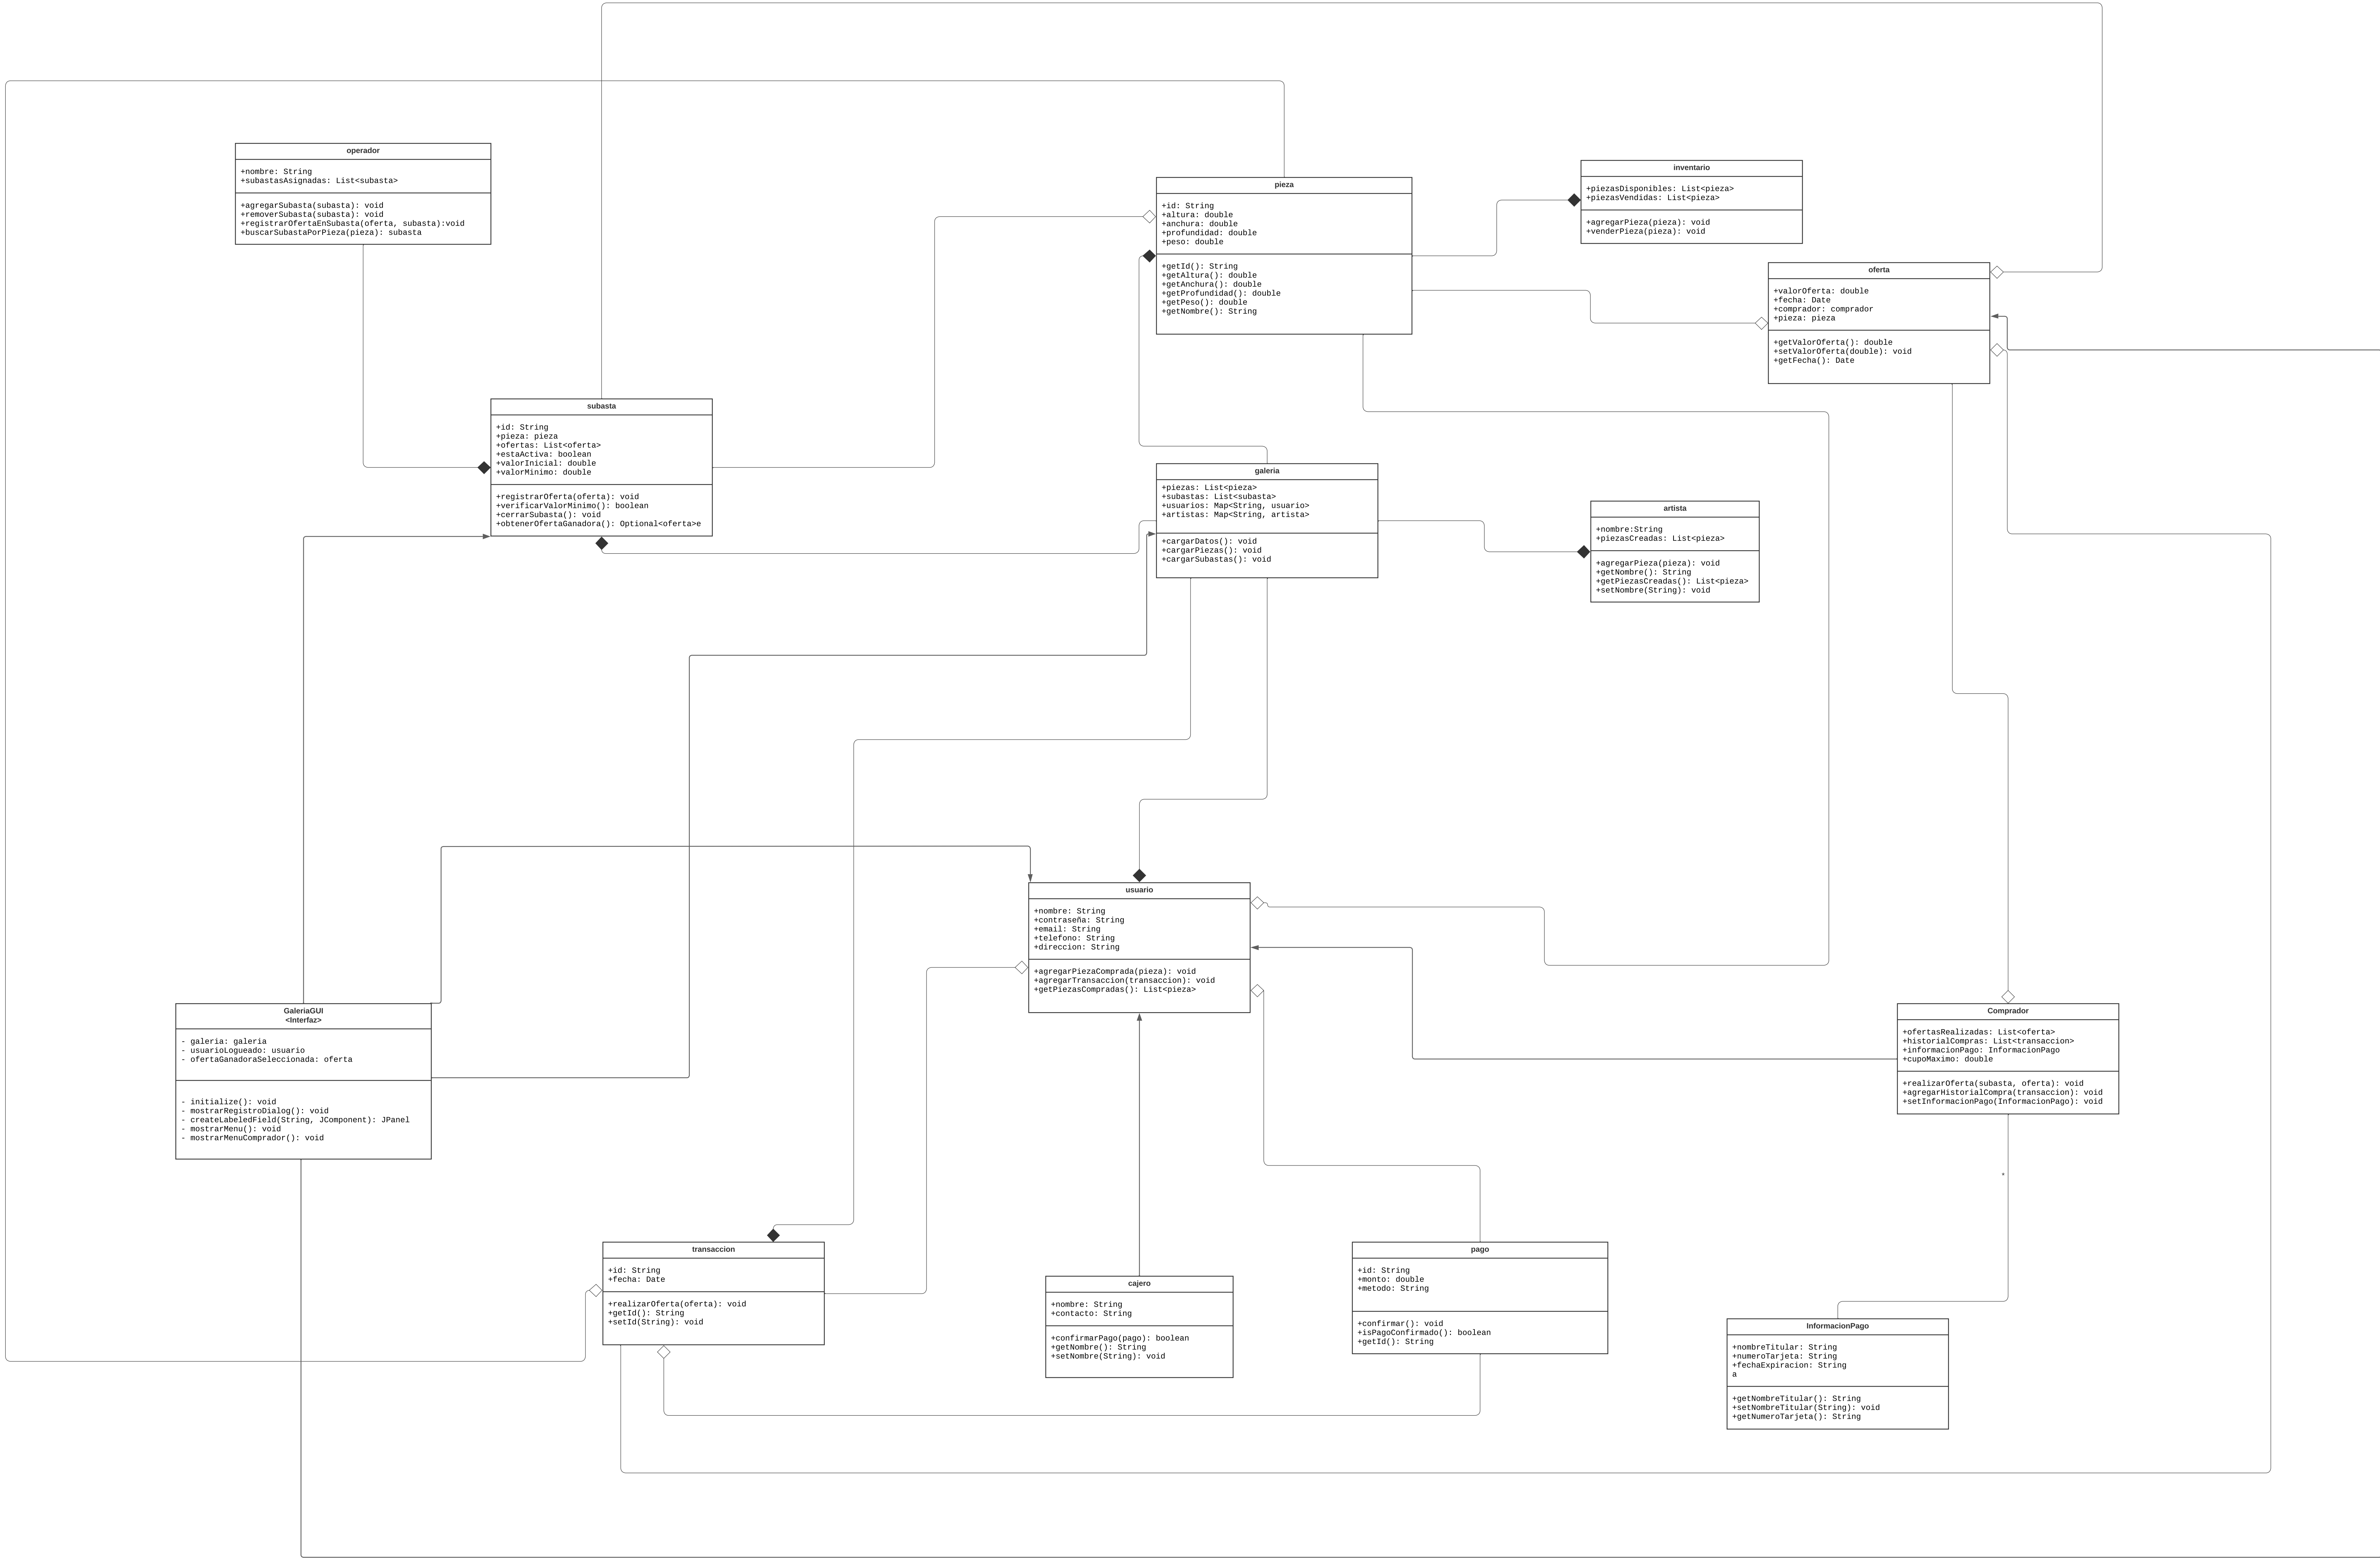 operador
+nombre: String
+subastasAsignadas: List<subasta>
+agregarSubasta(subasta): void
+removerSubasta(subasta): void
+registrarOfertaEnSubasta(oferta, subasta):void
+buscarSubastaPorPieza(pieza): subasta
pieza
+id: String
+altura: double
+anchura: double
+profundidad: double
+peso: double
+getId(): String
+getAltura(): double
+getAnchura(): double
+getProfundidad(): double
+getPeso(): double
+getNombre(): String
inventario
+piezasDisponibles: List<pieza>
+piezasVendidas: List<pieza>
+agregarPieza(pieza): void
+venderPieza(pieza): void
oferta
+valorOferta: double
+fecha: Date
+comprador: comprador
+pieza: pieza
+getValorOferta(): double
+setValorOferta(double): void
+getFecha(): Date
subasta
+id: String
+pieza: pieza
+ofertas: List<oferta>
+estaActiva: boolean
+valorInicial: double
+valorMinimo: double
+registrarOferta(oferta): void
+verificarValorMinimo(): boolean
+cerrarSubasta(): void
+obtenerOfertaGanadora(): Optional<oferta>e
galeria
+piezas: List<pieza>
+subastas: List<subasta>
+usuarios: Map<String, usuario>
+artistas: Map<String, artista>
+cargarDatos(): void
+cargarPiezas(): void
+cargarSubastas(): void
artista
+nombre:String
+piezasCreadas: List<pieza>
+agregarPieza(pieza): void
+getNombre(): String
+getPiezasCreadas(): List<pieza>
+setNombre(String): void
usuario
+nombre: String
+contraseña: String
+email: String
+telefono: String
+direccion: String
+agregarPiezaComprada(pieza): void
+agregarTransaccion(transaccion): void
+getPiezasCompradas(): List<pieza>
GaleriaGUI
<Interfaz>
- galeria: galeria
- usuarioLogueado: usuario
- ofertaGanadoraSeleccionada: oferta
- initialize(): void
- mostrarRegistroDialog(): void
- createLabeledField(String, JComponent): JPanel
- mostrarMenu(): void
- mostrarMenuComprador(): void
Comprador
+ofertasRealizadas: List<oferta>
+historialCompras: List<transaccion>
+informacionPago: InformacionPago
+cupoMaximo: double
+realizarOferta(subasta, oferta): void
+agregarHistorialCompra(transaccion): void
+setInformacionPago(InformacionPago): void
+
transaccion
+id: String
+fecha: Date
+realizarOferta(oferta): void
+getId(): String
+setId(String): void
cajero
+nombre: String
+contacto: String
+confirmarPago(pago): boolean
+getNombre(): String
+setNombre(String): void
pago
+id: String
+monto: double
+metodo: String
+confirmar(): void
+isPagoConfirmado(): boolean
+getId(): String
InformacionPago
+nombreTitular: String
+numeroTarjeta: String
+fechaExpiracion: String
a
+getNombreTitular(): String
+setNombreTitular(String): void
+getNumeroTarjeta(): String